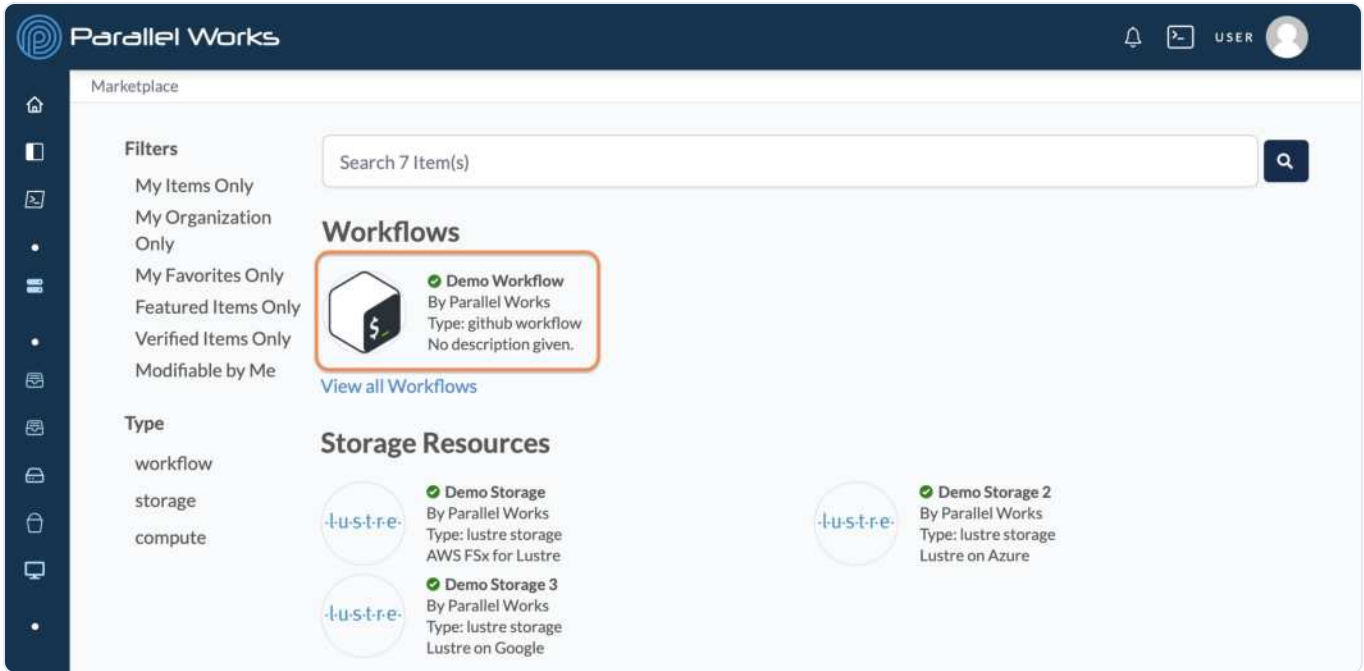 Parallel Works
USER
Marketplace
Filters
My Items Only
My Organization
Only
My Favorites Only
Featured Items Only
Verified Items Only
Modifiable by Me
Type
workflow
storage
compute
Search 7 Item(s)
Workflows
$_
Demo Workflow
By Parallel Works
Type: github workflow
No description given.
View all Workflows
Storage Resources
·l·u·s·t·r·e·
Demo Storage
By Parallel Works
Type: lustre storage
AWS FSx for Lustre
·l·u·s·t·r·e·
Demo Storage 2
By Parallel Works
Type: lustre storage
Lustre on Azure
·l·u·s·t·r·e·
Demo Storage 3
By Parallel Works
Type: lustre storage
Lustre on Google